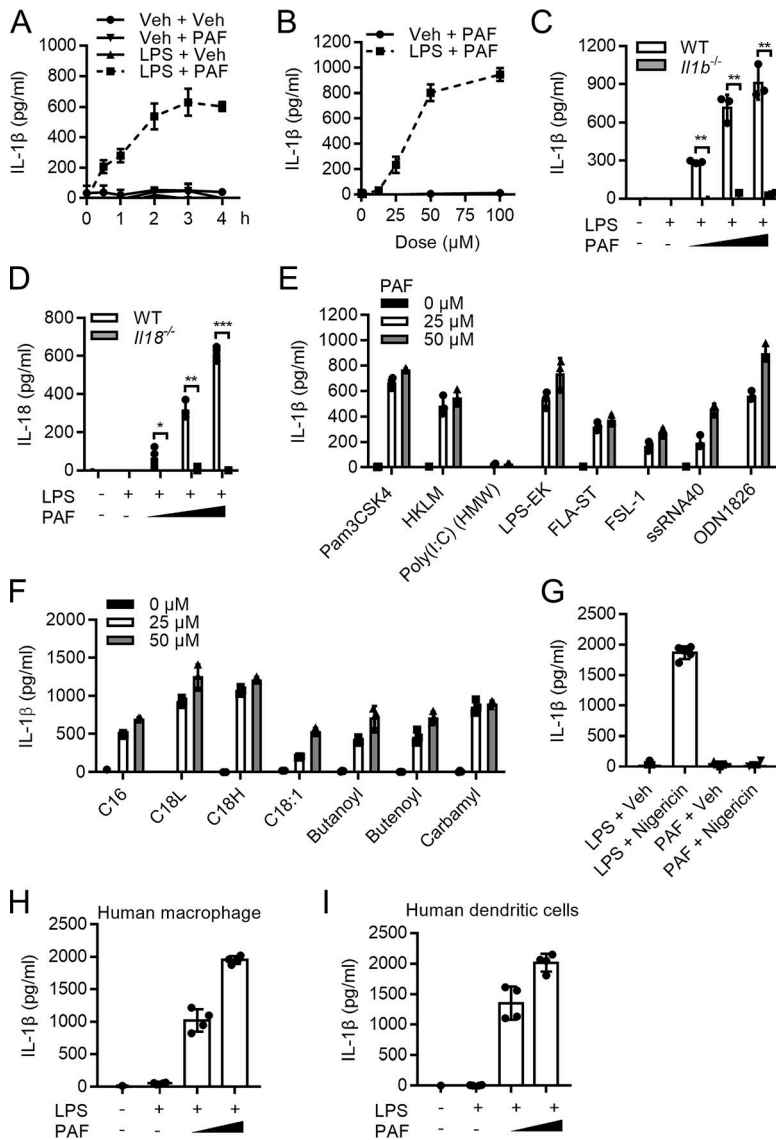 A
Veh + Veh
Veh + PAF
LPS + Veh
LPS + PAF
IL-1β (pg/ml)
1000
800
600
400
200
0
0 1 2 3 4 h
B
Veh + PAF
LPS + PAF
IL-1β (pg/ml)
1200
1000
800
600
400
200
0
0 25 50 75 100
Dose (µM)
C
WT
Il1b-/-
IL-1β (pg/ml)
1200
900
600
300
0
** ** **
LPS - + + + +
PAF - -
D
WT
Il18-/-
IL-18 (pg/ml)
800
600
400
200
0
* ** ***
LPS - + + + +
PAF - -
E
PAF
0 µM
25 µM
50 µM
IL-1β (pg/ml)
1200
1000
800
600
400
200
0
Pam3CSK4
HKLM
Poly(I:C) (HMW)
LPS-EK
FLA-ST
FSL-1
ssRNA40
ODN1826
F
0 µM
25 µM
50 µM
IL-1β (pg/ml)
2000
1500
1000
500
0
C16
C18L
C18H
C18:1
Butanoyl
Butenoyl
Carbamyl
G
IL-1β (pg/ml)
2500
2000
1500
1000
500
0
LPS + Veh
LPS + Nigericin
PAF + Veh
PAF + Nigericin
H
Human macrophage
IL-1β (pg/ml)
2500
2000
1500
1000
500
0
LPS - + + +
PAF - -
I
Human dendritic cells
IL-1β (pg/ml)
2500
2000
1500
1000
500
0
LPS - + + +
PAF - -